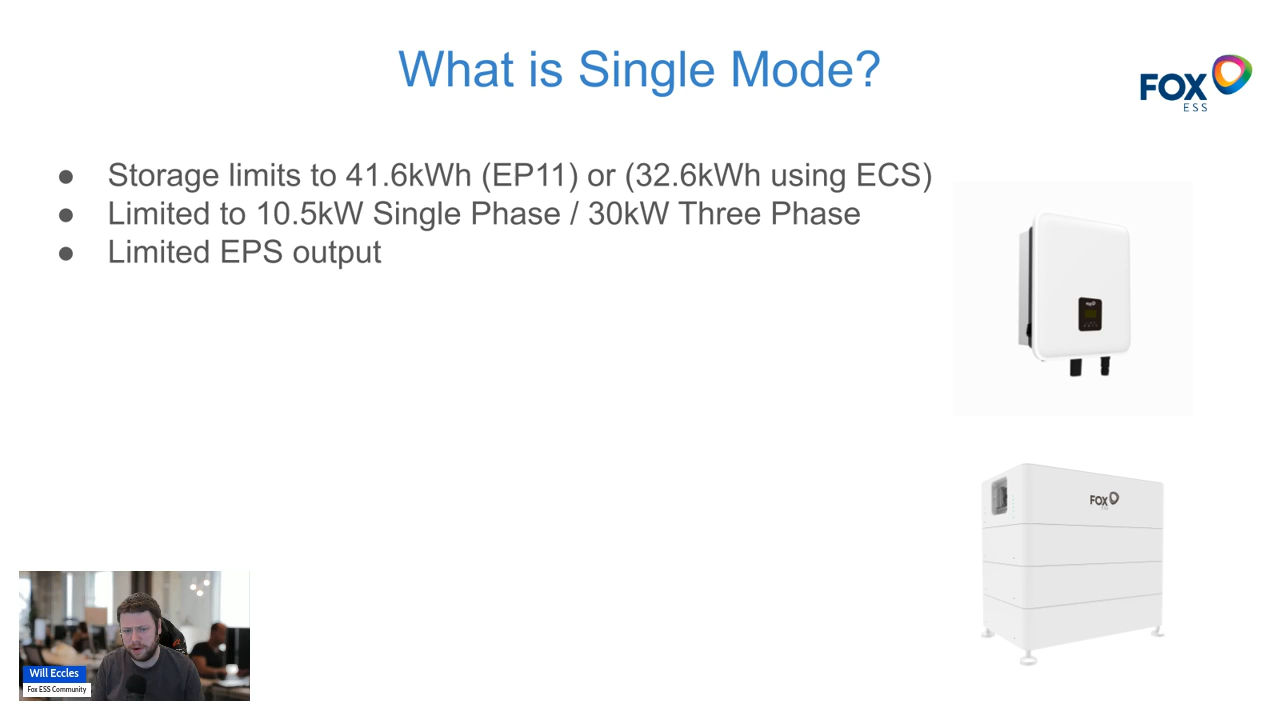 What is Single Mode?
FOX
ESS
● Storage limits to 41.6kWh (EP11) or (32.6kWh using ECS)
● Limited to 10.5kW Single Phase / 30kW Three Phase
● Limited EPS output
FOX
Will Eccles
Fox ESS Community